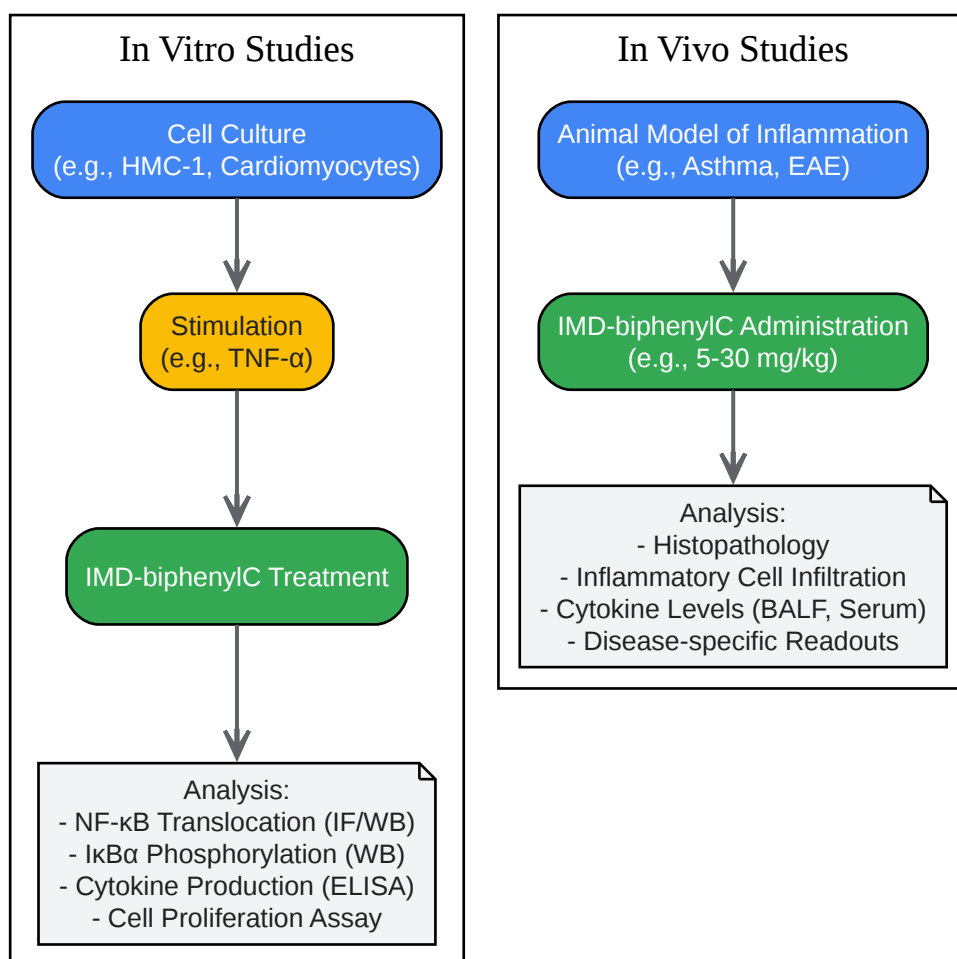 In Vitro Studies
Cell Culture
(e.g., HMC-1, Cardiomyocytes)
Stimulation
(e.g., TNF-α)
IMD-biphenylC Treatment
Analysis:
- NF-κB Translocation (IF/WB)
- IκBα Phosphorylation (WB)
- Cytokine Production (ELISA)
- Cell Proliferation Assay
In Vivo Studies
Animal Model of Inflammation
(e.g., Asthma, EAE)
IMD-biphenylC Administration
(e.g., 5-30 mg/kg)
Analysis:
- Histopathology
- Inflammatory Cell Infiltration
- Cytokine Levels (BALF, Serum)
- Disease-specific Readouts